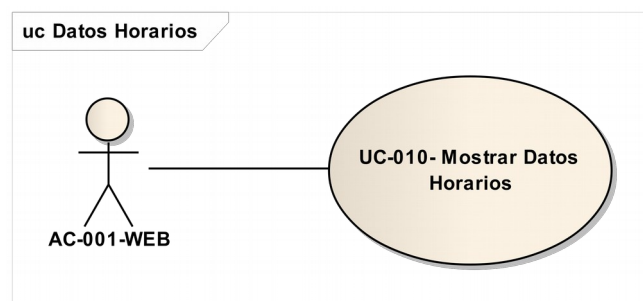 uc Datos Horarios
UC-010- Mostrar Datos
Horarios
AC-001-WEB